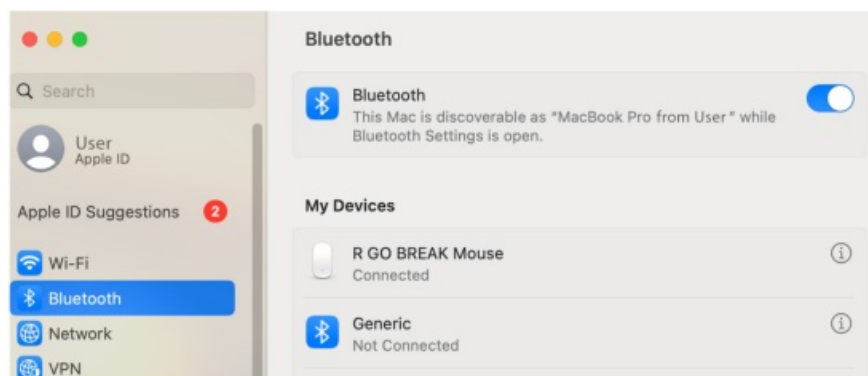 Bluetooth
Search
Bluetooth
This Mac is discoverable as "MacBook Pro from User" while
Bluetooth Settings is open.
User
Apple ID
Apple ID Suggestions 2
My Devices
Wi-Fi
Bluetooth
Network
VPN
R GO BREAK Mouse
Connected
Generic
Not Connected